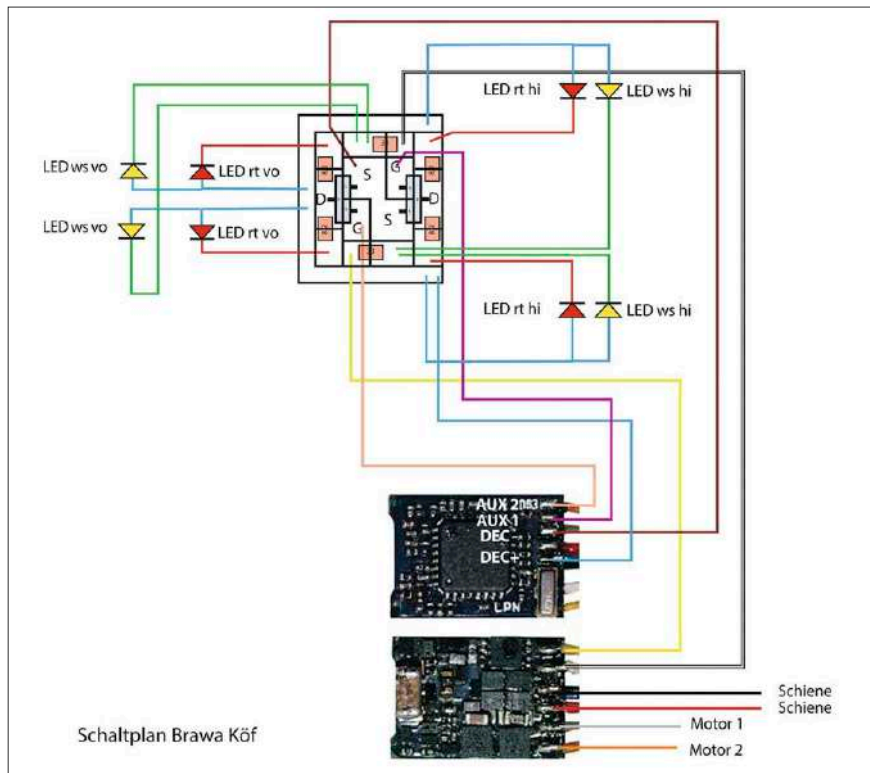 LED rt hi
LED ws hi
LED ws vo
LED rt vo
S
G
D
D
LED ws vo
LED rt vo
G
S
LED rt hi
LED ws hi
AUX 2
AUX 1
DEC-
DEC+
LPN
Schiene
Schiene
Motor 1
Motor 2
Schaltplan Brawa Köf